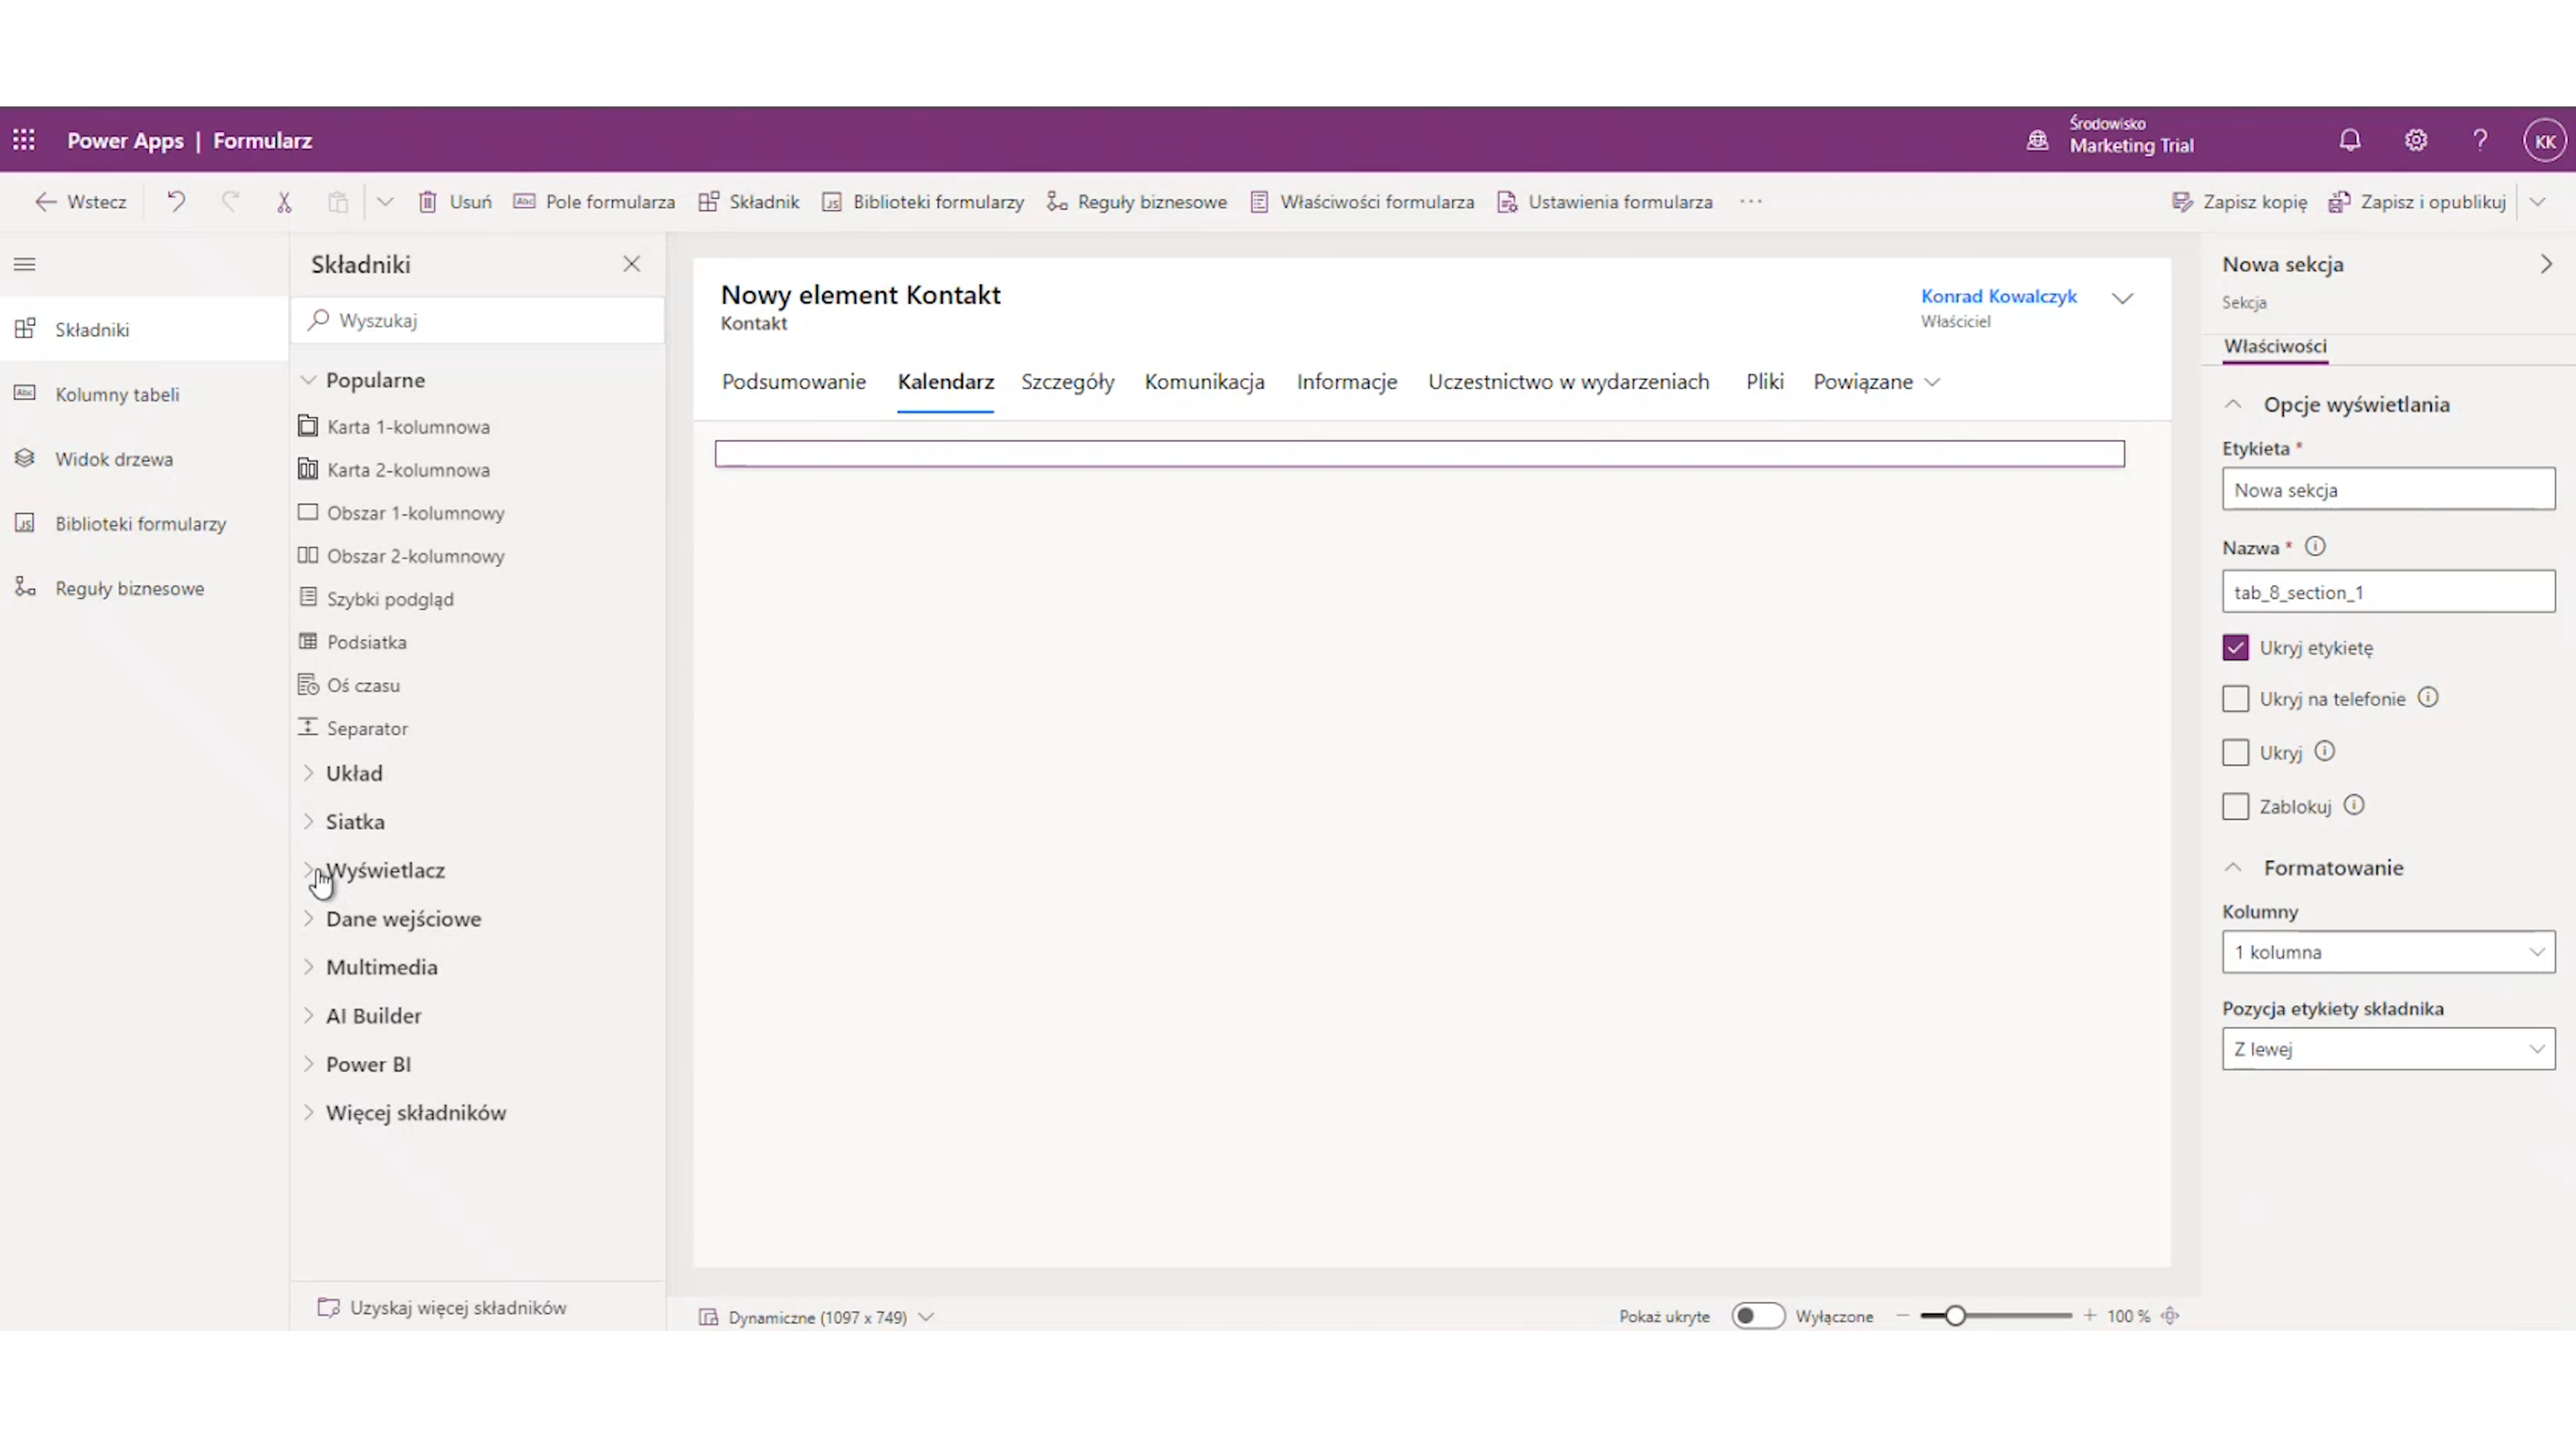 Power Apps | Formularz
Środowisko
Marketing Trial
KK
Wstecz
Usuń
Abc Pole formularza
Składnik
JS Biblioteki formularzy
Reguły biznesowe
Właściwości formularza
Ustawienia formularza
...
Zapisz kopię
Zapisz i opublikuj
Składniki
Abc Kolumny tabeli
Widok drzewa
JS Biblioteki formularzy
Reguły biznesowe
Składniki
Wyszukaj
Popularne
Karta 1-kolumnowa
Karta 2-kolumnowa
Obszar 1-kolumnowy
Obszar 2-kolumnowy
Szybki podgląd
Podsiatka
Oś czasu
Separator
Układ
Siatka
Wyświetlacz
Dane wejściowe
Multimedia
AI Builder
Power BI
Więcej składników
Uzyskaj więcej składników
Nowy element Kontakt
Kontakt
Konrad Kowalczyk
Właściciel
Podsumowanie Kalendarz Szczegóły Komunikacja Informacje Uczestnictwo w wydarzeniach Pliki Powiązane
Dynamiczne (1097 x 749)
Pokaż ukryte
Wyłączone
100 %
Nowa sekcja
Sekcja
Właściwości
Opcje wyświetlania
Etykieta *
Nowa sekcja
Nazwa *
tab_8_section_1
Ukryj etykietę
Ukryj na telefonie
Ukryj
Zablokuj
Formatowanie
Kolumny
1 kolumna
Pozycja etykiety składnika
Z lewej